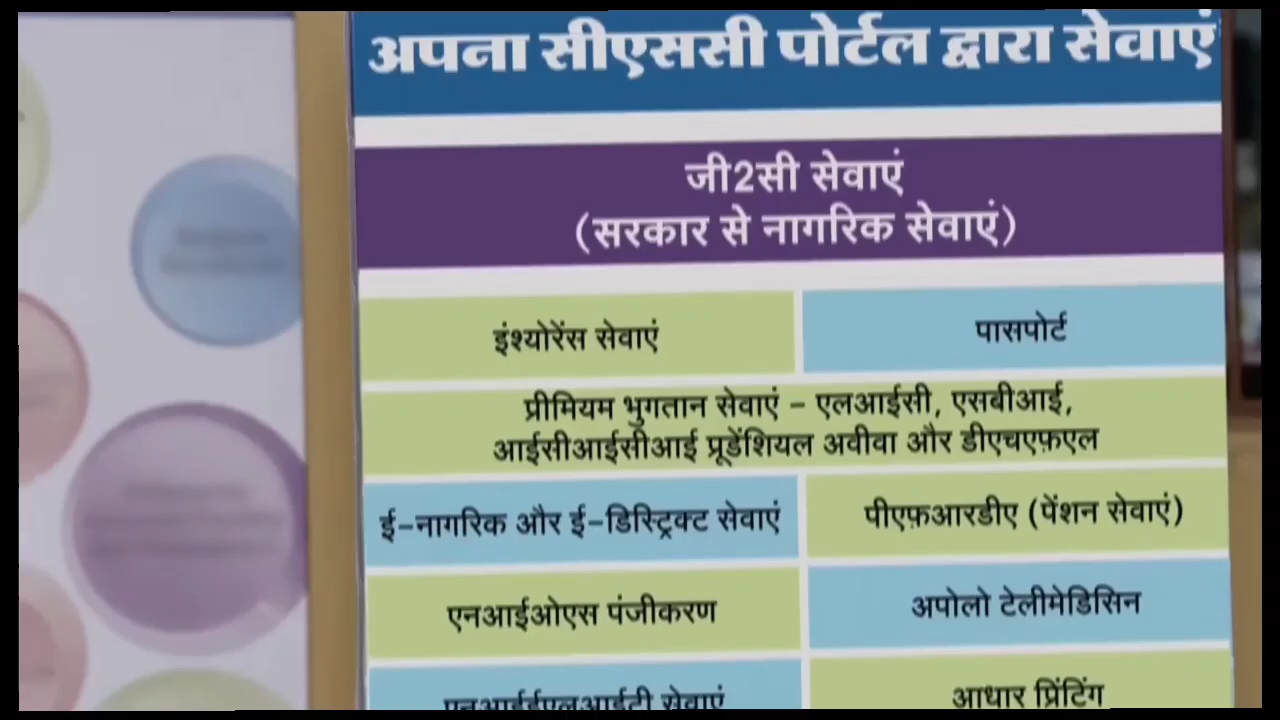 अपना सीएससी पोर्टल द्वारा सेवाएं
जी2सी सेवाएं
(सरकार से नागरिक सेवाएं)
इंश्योरेंस सेवाएं
पासपोर्ट
प्रीमियम भुगतान सेवाएं - एलआईसी, एसबीआई,
आईसीआईसीआई प्रूडेंशियल अवीवा और डीएचएफ़एल
ई-नागरिक और ई-डिस्ट्रिक्ट सेवाएं
पीएफ़आरडीए (पेंशन सेवाएं)
एनआईओएस पंजीकरण
अपोलो टेलीमेडिसिन
एनआईईएलआईटी सेवाएं
आधार प्रिंटिंग